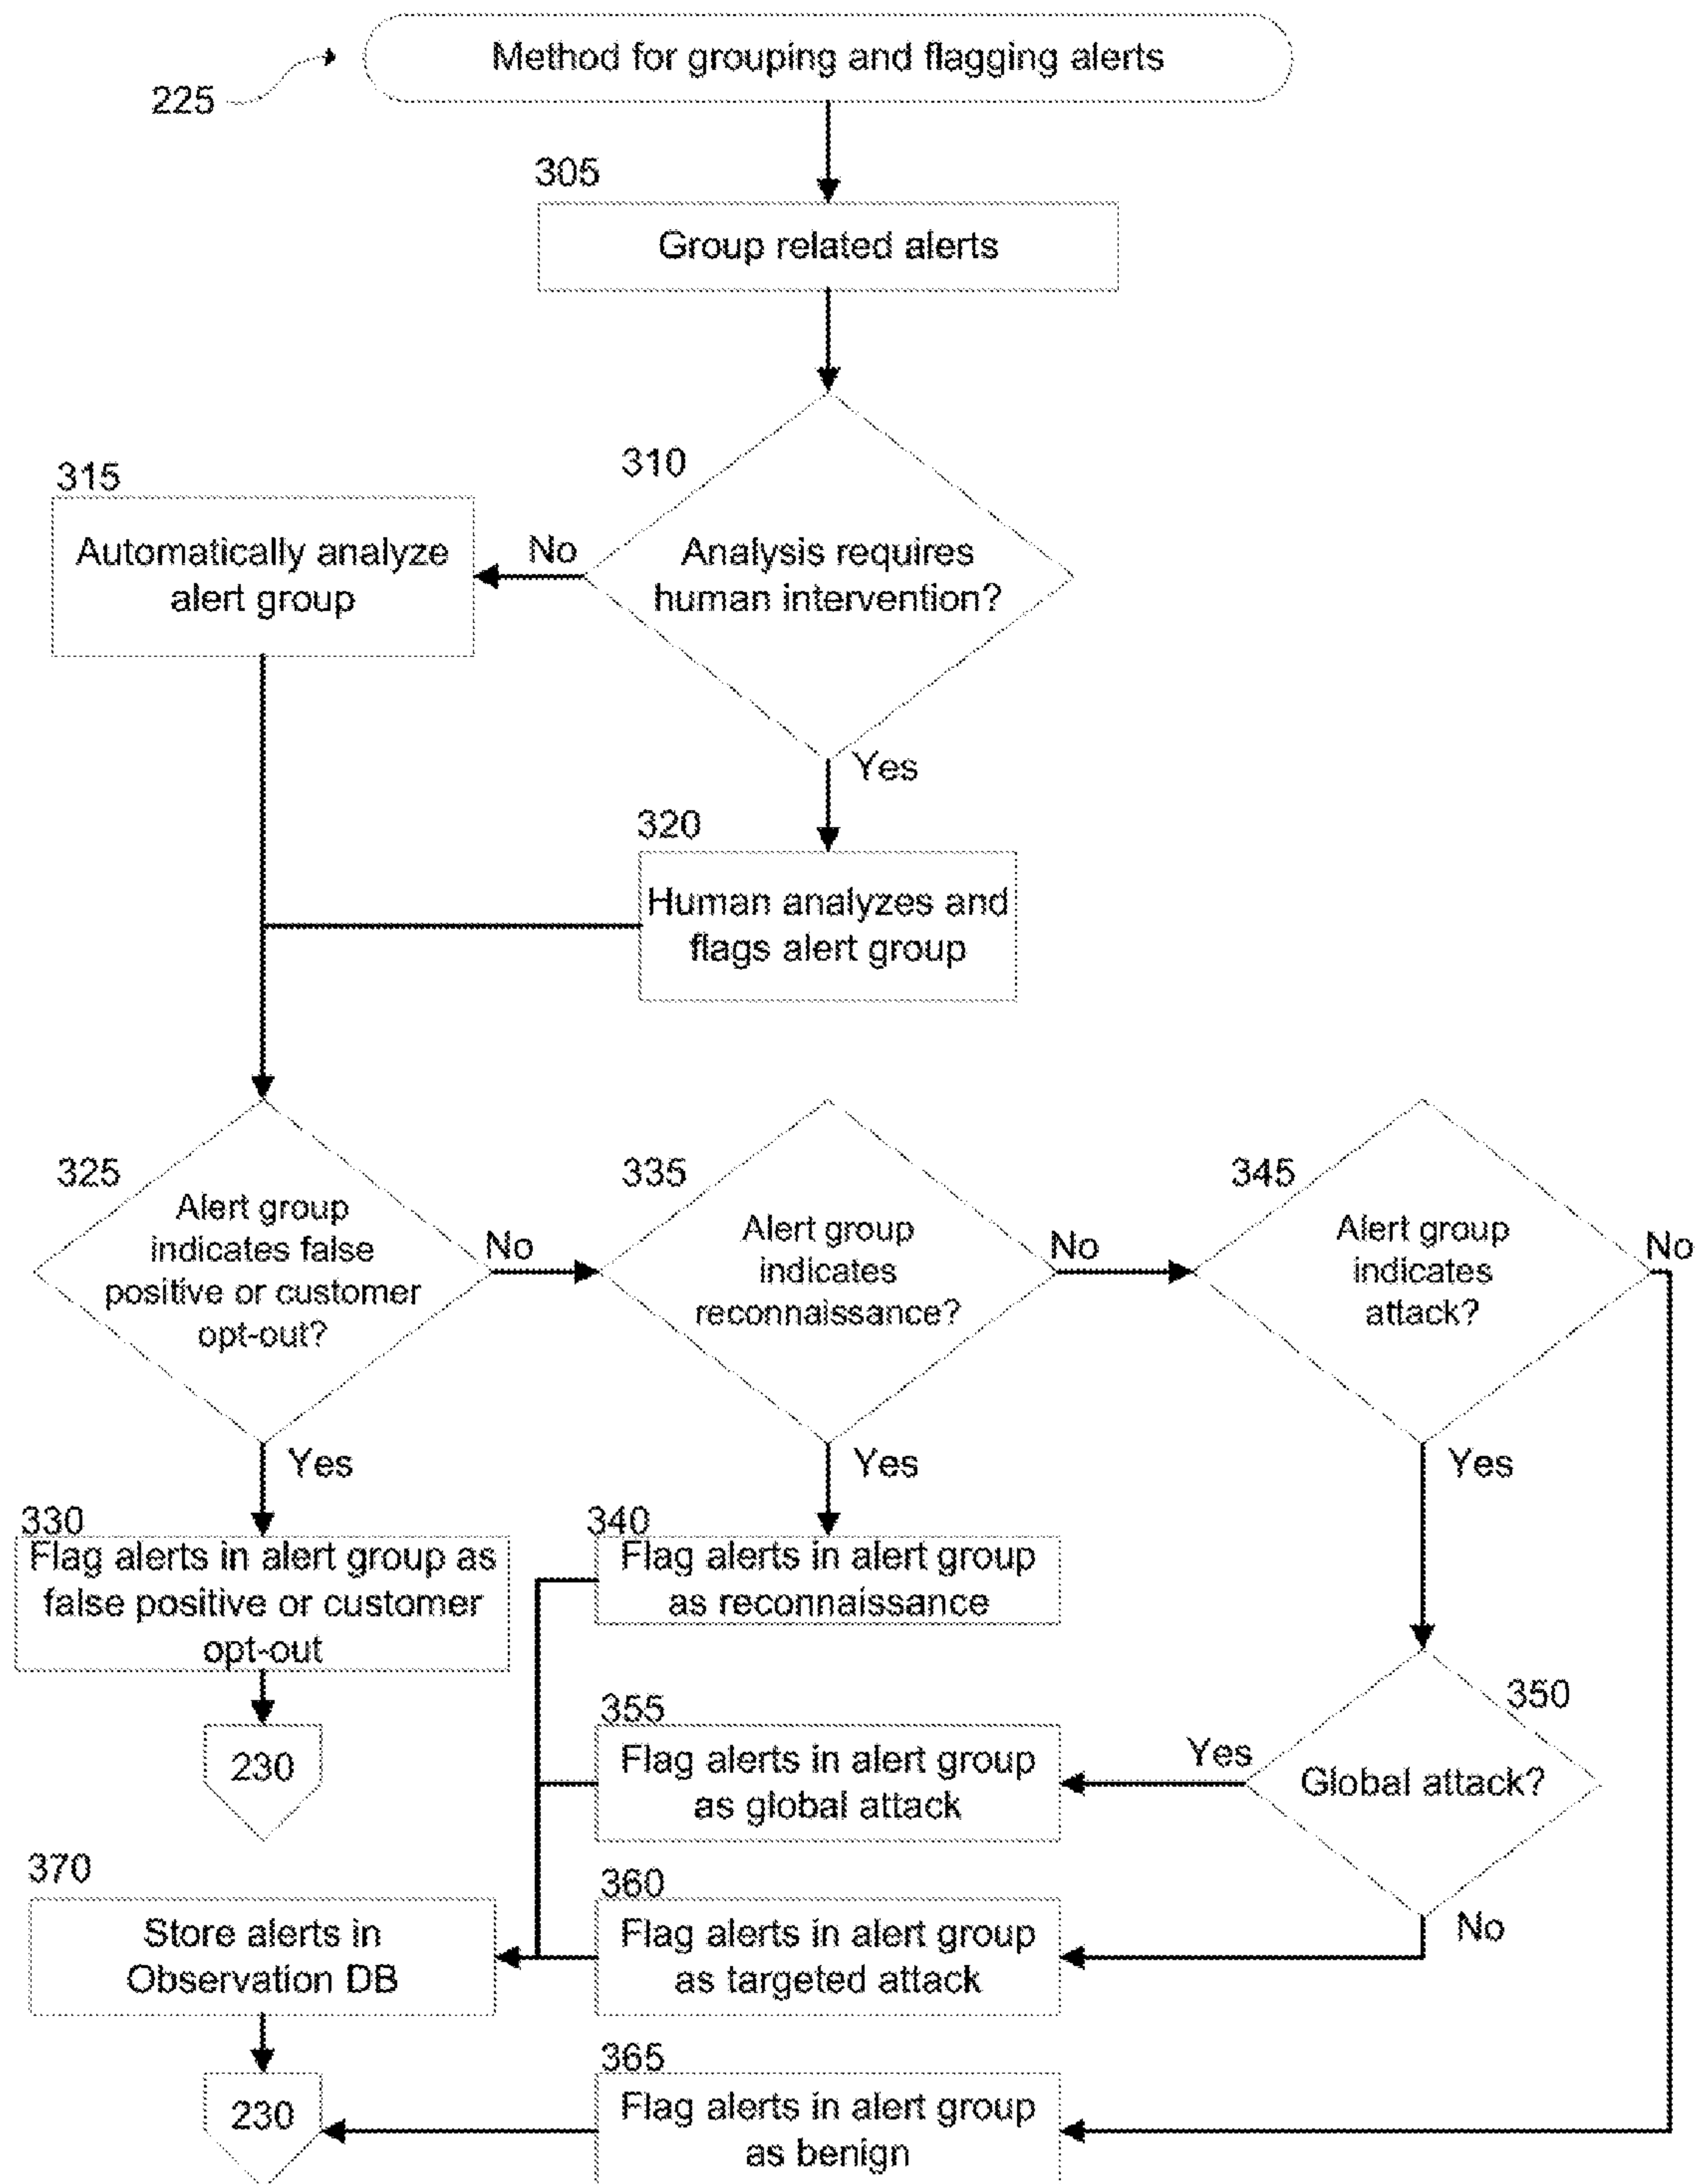 Method for grouping and flagging alerts
225
305
Group related alerts
310
Analysis requires
human intervention?
No
315
Automatically analyze
alert group
Yes
320
Human analyzes and
flags alert group
325
Alert group
indicates false
positive or customer
opt-out?
No
335
Alert group
indicates
reconnaissance?
No
345
Alert group
indicates
attack?
No
Yes
Yes
Yes
330
Flag alerts in alert group as
false positive or customer
opt-out
230
340
Flag alerts in alert group
as reconnaissance
350
Global attack?
Yes
355
Flag alerts in alert group
as global attack
No
360
Flag alerts in alert group
as targeted attack
370
Store alerts in
Observation DB
365
Flag alerts in alert group
as benign
230